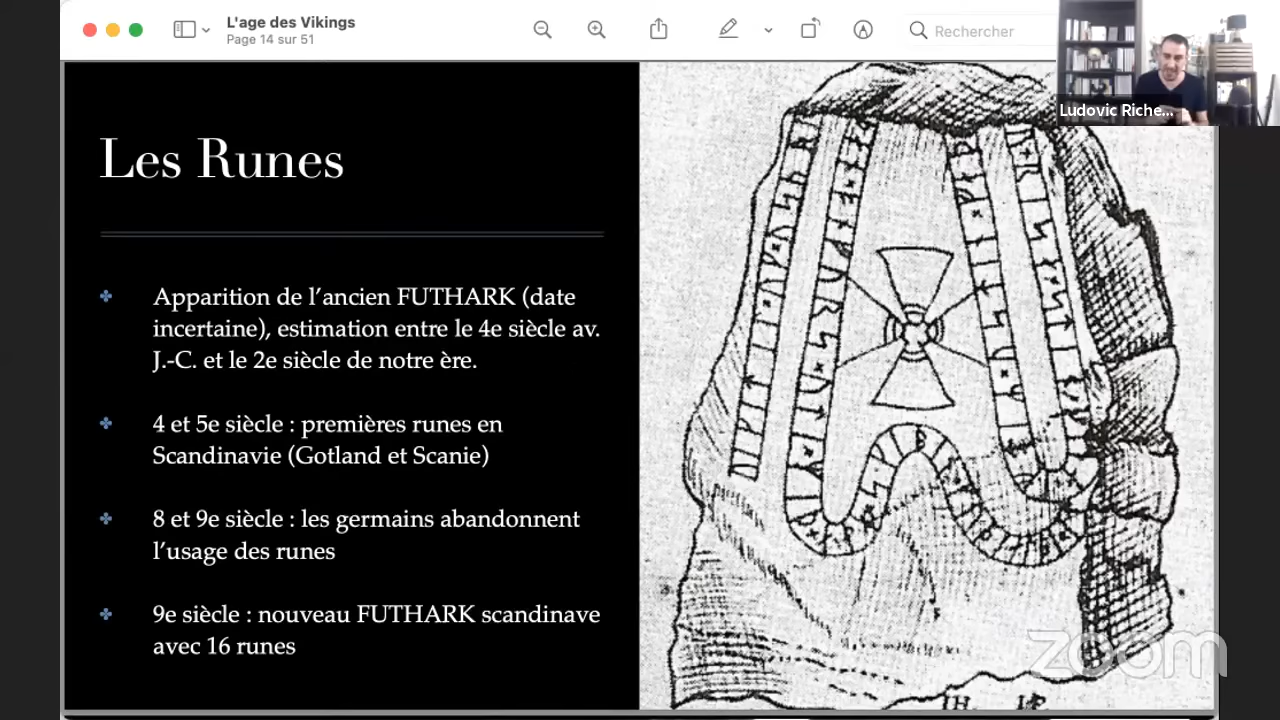 L'age des Vikings
Page 14 sur 51
Rechercher
Ludovic Riche...
Les Runes
Apparition de l'ancien FUTHARK (date
incertaine), estimation entre le 4e siècle av.
J.-C. et le 2e siècle de notre ère.
4 et 5e siècle : premières runes en
Scandinavie (Gotland et Scanie)
8 et 9e siècle : les germains abandonnent
l'usage des runes
9e siècle : nouveau FUTHARK scandinave
avec 16 runes
zoom